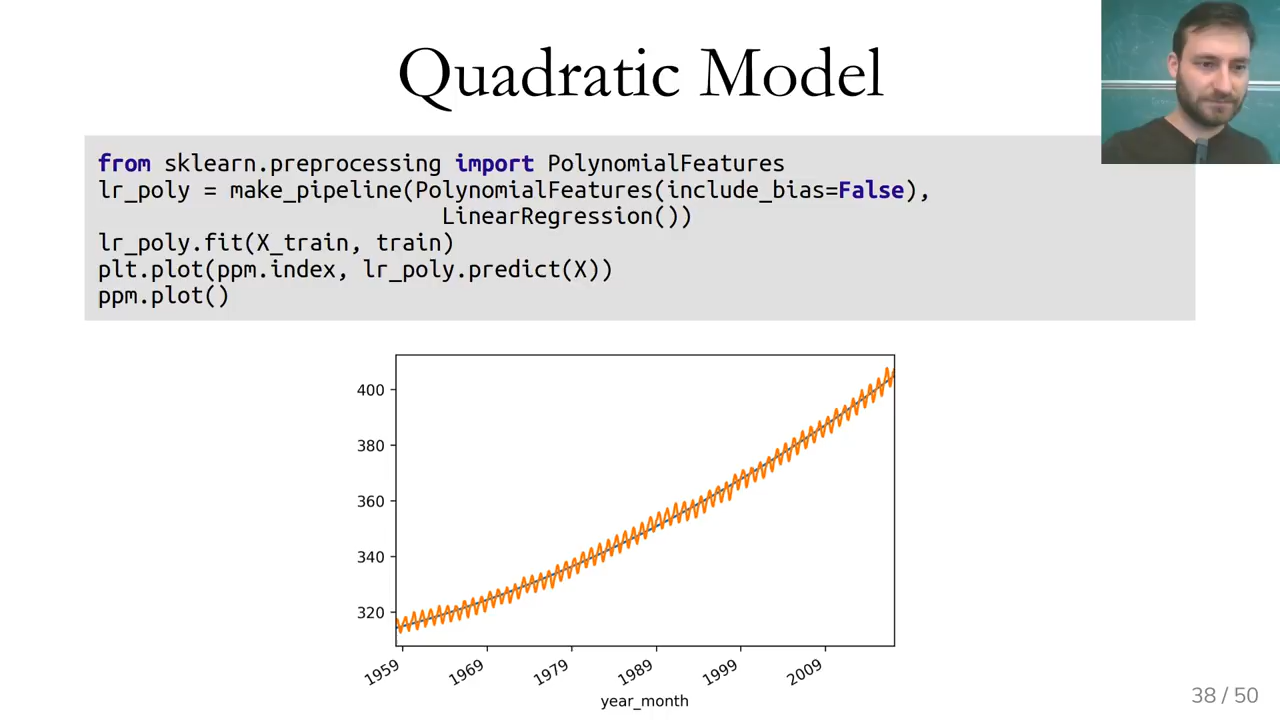 Quadratic Model
from sklearn.preprocessing import PolynomialFeatures
lr_poly = make_pipeline(PolynomialFeatures(include_bias=False),
                          LinearRegression())
lr_poly.fit(X_train, train)
plt.plot(ppm.index, lr_poly.predict(X))
ppm.plot()
400
380
360
340
320
1959
1969
1979
1989
1999
2009
year_month
38 / 50